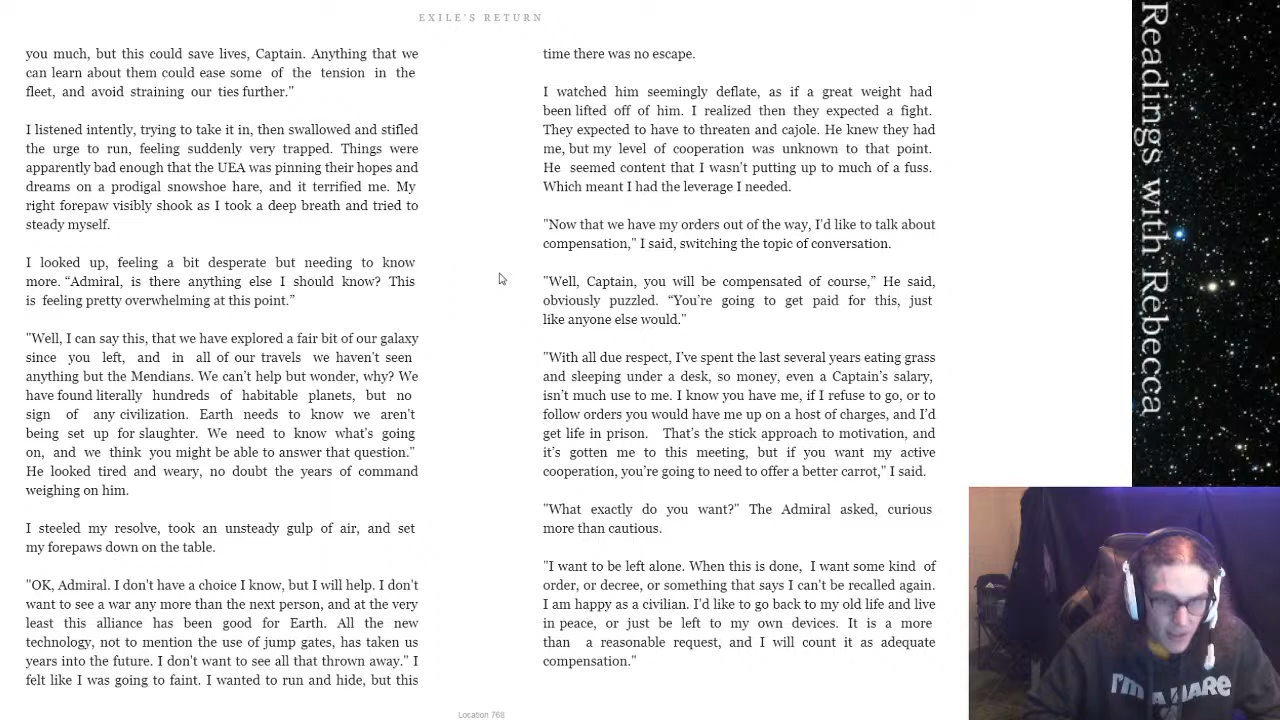 EXILE'S RETURN
you much, but this could save lives, Captain. Anything that we
can learn about them could ease some of the tension in the
fleet, and avoid straining our ties further."
I listened intently, trying to take it in, then swallowed and stifled
the urge to run, feeling suddenly very trapped. Things were
apparently bad enough that the UEA was pinning their hopes and
dreams on a prodigal snowshoe hare, and it terrified me. My
right forepaw visibly shook as I took a deep breath and tried to
steady myself.
I looked up, feeling a bit desperate but needing to know
more. “Admiral, is there anything else I should know? This
is feeling pretty overwhelming at this point.”
"Well, I can say this, that we have explored a fair bit of our galaxy
since you left, and in all of our travels we haven't seen
anything but the Mendians. We can't help but wonder, why? We
have found literally hundreds of habitable planets, but no
sign of any civilization. Earth needs to know we aren't
being set up for slaughter. We need to know what's going
on, and we think you might be able to answer that question."
He looked tired and weary, no doubt the years of command
weighing on him.
I steeled my resolve, took an unsteady gulp of air, and set
my forepaws down on the table.
"OK, Admiral. I don't have a choice I know, but I will help. I don't
want to see a war any more than the next person, and at the very
least this alliance has been good for Earth. All the new
technology, not to mention the use of jump gates, has taken us
years into the future. I don't want to see all that thrown away." I
felt like I was going to faint. I wanted to run and hide, but this
time there was no escape.
I watched him seemingly deflate, as if a great weight had
been lifted off of him. I realized then they expected a fight.
They expected to have to threaten and cajole. He knew they had
me, but my level of cooperation was unknown to that point.
He seemed content that I wasn't putting up to much of a fuss.
Which meant I had the leverage I needed.
"Now that we have my orders out of the way, I'd like to talk about
compensation," I said, switching the topic of conversation.
"Well, Captain, you will be compensated of course,” He said,
obviously puzzled. “You’re going to get paid for this, just
like anyone else would."
"With all due respect, I’ve spent the last several years eating grass
and sleeping under a desk, so money, even a Captain’s salary,
isn’t much use to me. I know you have me, if I refuse to go, or to
follow orders you would have me up on a host of charges, and I’d
get life in prison. That’s the stick approach to motivation, and
it’s gotten me to this meeting, but if you want my active
cooperation, you’re going to need to offer a better carrot," I said.
"What exactly do you want?" The Admiral asked, curious
more than cautious.
"I want to be left alone. When this is done, I want some kind of
order, or decree, or something that says I can't be recalled again.
I am happy as a civilian. I'd like to go back to my old life and live
in peace, or just be left to my own devices. It is a more
than a reasonable request, and I will count it as adequate
compensation."
Location 768
Readings with Rebecca
I'M A HARE